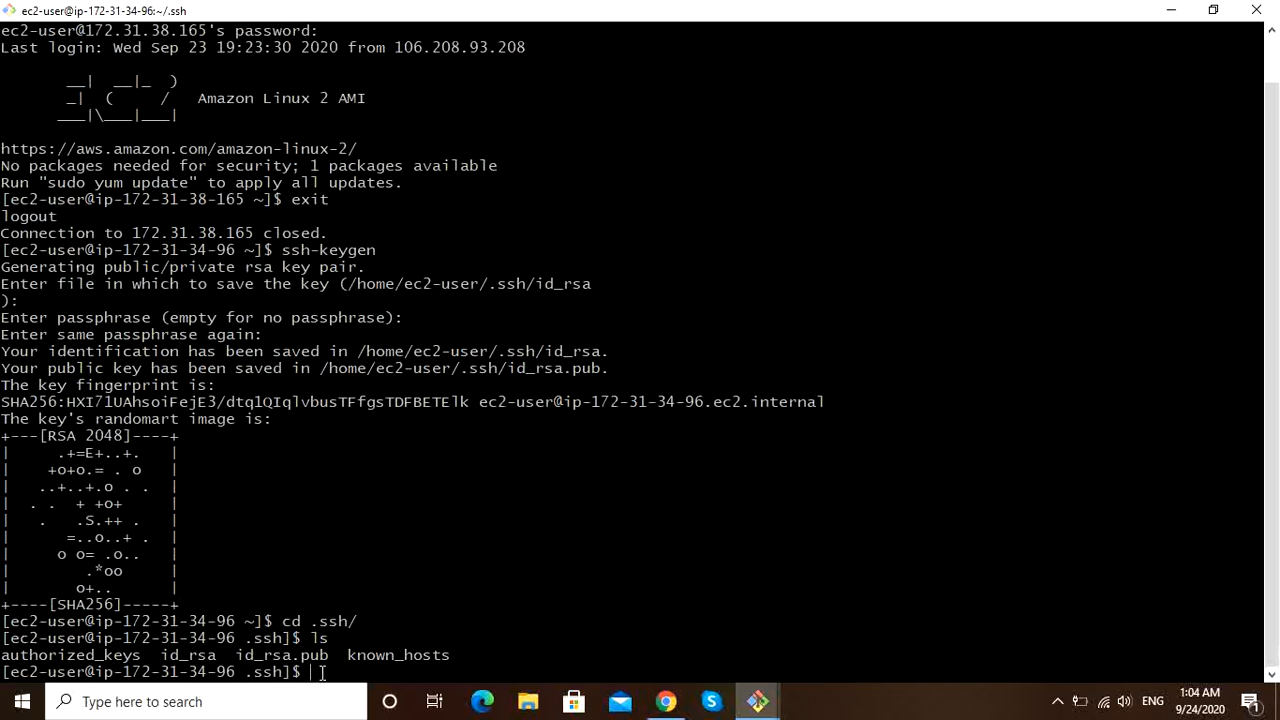 ec2-user@ip-172-31-34-96:~/.ssh
ec2-user@172.31.38.165's password:
Last login: Wed Sep 23 19:23:30 2020 from 106.208.93.208
__| __|_ )
_| ( / Amazon Linux 2 AMI
___|\___|___|
https://aws.amazon.com/amazon-linux-2/
No packages needed for security; 1 packages available
Run "sudo yum update" to apply all updates.
[ec2-user@ip-172-31-38-165 ~]$ exit
logout
Connection to 172.31.38.165 closed.
[ec2-user@ip-172-31-34-96 ~]$ ssh-keygen
Generating public/private rsa key pair.
Enter file in which to save the key (/home/ec2-user/.ssh/id_rsa
):
Enter passphrase (empty for no passphrase):
Enter same passphrase again:
Your identification has been saved in /home/ec2-user/.ssh/id_rsa.
Your public key has been saved in /home/ec2-user/.ssh/id_rsa.pub.
The key fingerprint is:
SHA256:HXI71UAhsoiFejE3/dtqlQIqlvbusTFfgsTDFBETElk ec2-user@ip-172-31-34-96.ec2.internal
The key's randomart image is:
+---[RSA 2048]----+
|      .+=E+..+.    |
|     +o+o.= . o    |
|    ..+..+.o . .   |
|   . .   + +o+      |
|    .    .S.++ .    |
|        =..o..+ .   |
|      o o= .o..     |
|         .*oo       |
|         o+..       |
+----[SHA256]-----+
[ec2-user@ip-172-31-34-96 ~]$ cd .ssh/
[ec2-user@ip-172-31-34-96 .ssh]$ ls
authorized_keys  id_rsa  id_rsa.pub  known_hosts
[ec2-user@ip-172-31-34-96 .ssh]$
Type here to search
ENG
1:04 AM
9/24/2020
1